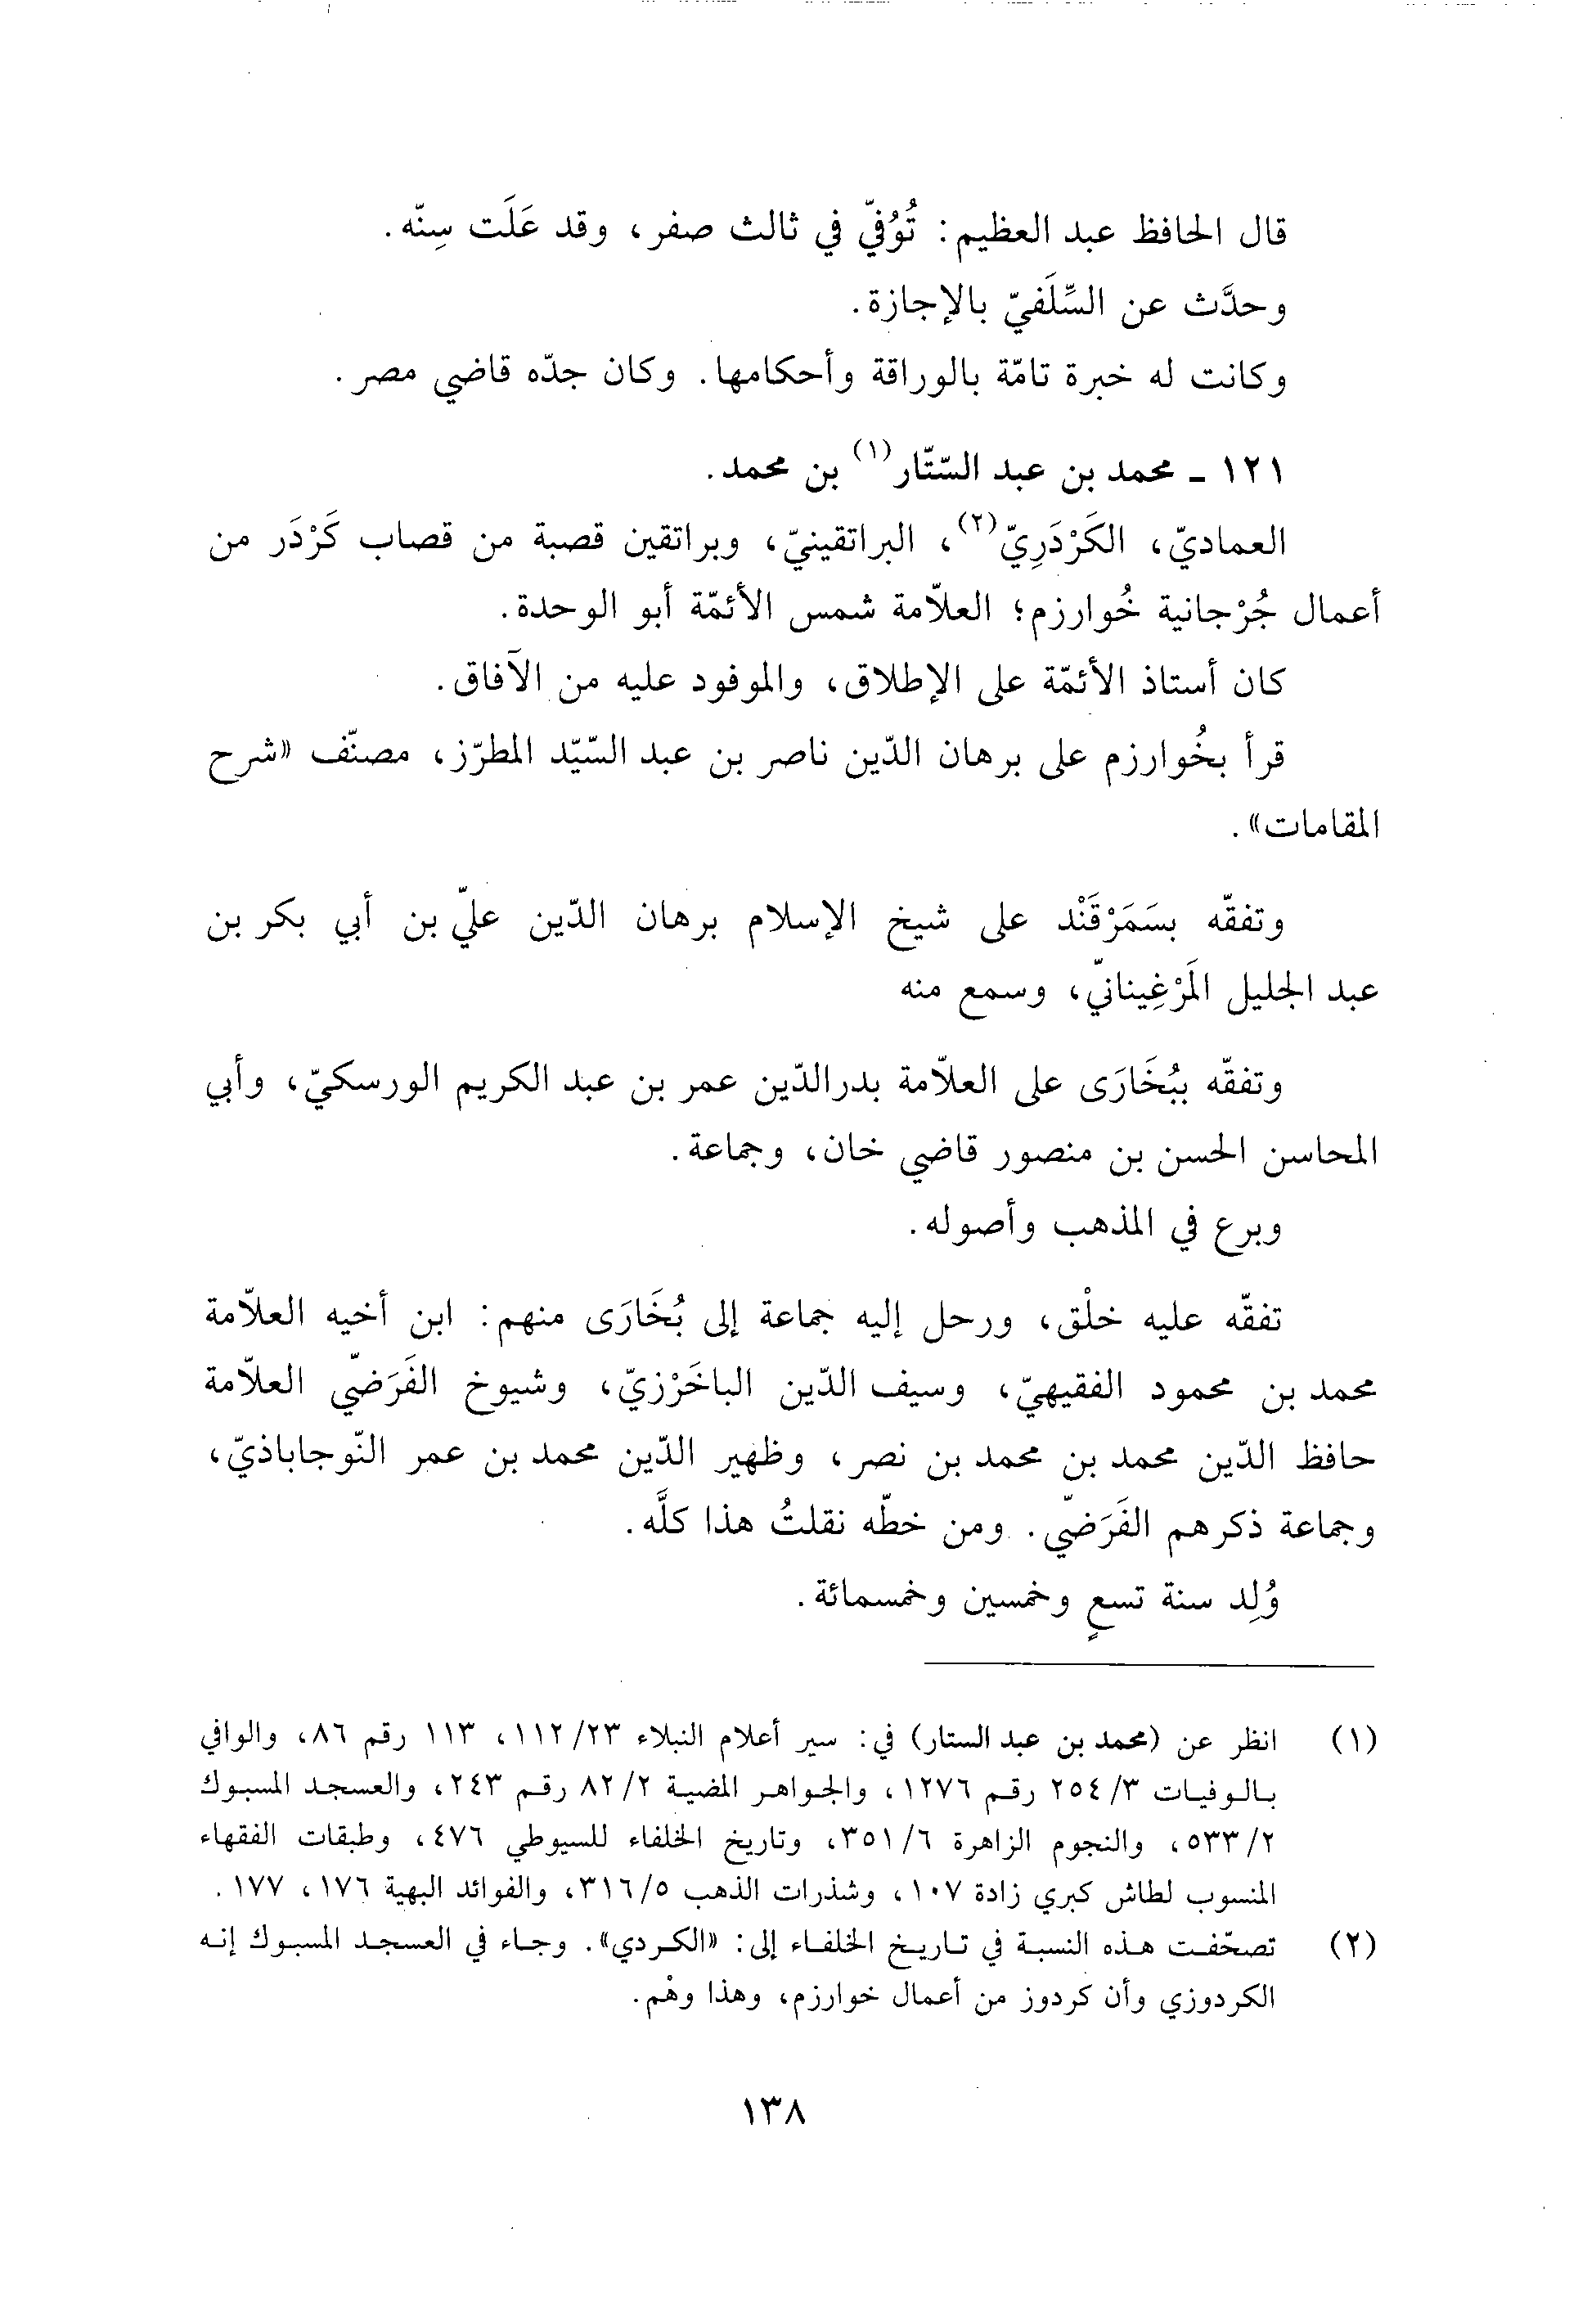 قال الحافظ عبد العظيم: تُوُفيّ في ثالث صفر، وقد عَلَت سِنّه.
وحدَّث عن السِّلَفيّ بالإجازة.
وكانت له خبرة تامّة بالوراقة وأحكامها. وكان جدّه قاضي مصر.
١٢١ ـ محمد بن عبد السّتّار(١) بن محمد.
العماديّ، الكَرْدَرِيّ(٢)، البراتقينيّ، وبراتقين قصبة من قصاب كَرْدَر من
أعمال جُرْجانية خُوارزم؛ العلاّمة شمس الأئمّة أبو الوحدة.
كان أستاذ الأئمّة على الإطلاق، والموفود عليه من الآفاق.
قرأ بخُوارزم على برهان الدّين ناصر بن عبد السّيّد المطرّز، مصنّف «شرح
المقامات».
وتفقّه بسَمَرْقَنْد على شيخ الإسلام برهان الدّين عليّ بن أبي بكر بن
عبد الجليل المَرْغِينانيّ، وسمع منه
وتفقّه ببُخَارَى على العلاّمة بدرالدّين عمر بن عبد الكريم الورسكيّ، وأبي
المحاسن الحسن بن منصور قاضي خان، وجماعة.
وبرع في المذهب وأصوله.
تفقّه عليه خلْق، ورحل إليه جماعة إلى بُخَارَى منهم: ابن أخيه العلاّمة
محمد بن محمود الفقيهيّ، وسيف الدّين الباخَرْزيّ، وشيوخ الفَرَضّي العلاّمة
حافظ الدّين محمد بن محمد بن نصر، وظهير الدّين محمد بن عمر النّوجاباذيّ،
وجماعة ذكرهم الفَرَضّي. ومن خطّه نقلتُ هذا كلَّه.
وُلِد سنة تسعٍ وخمسين وخمسمائة.
(١) انظر عن (محمد بن عبد الستار) في: سير أعلام النبلاء ٢٣/١١٢، ١١٣ رقم ٨٦، والوافي
بالوفيات ٣/٢٥٤ رقم ١٢٧٦، والجواهر المضية ٢/٨٢ رقم ٢٤٣، والعسجد المسبوك
٢/٥٣٣، والنجوم الزاهرة ٦/٣٥١، وتاريخ الخلفاء للسيوطي ٤٧٦، وطبقات الفقهاء
المنسوب لطاش كبري زادة ١٠٧، وشذرات الذهب ٥/٣١٦، والفوائد البهية ١٧٦، ١٧٧.
(٢) تصحّفت هذه النسبة في تاريخ الخلفاء إلى: «الكردي». وجاء في العسجد المسبوك إنه
الكردوزي وأن كردوز من أعمال خوارزم، وهذا وهْم.
١٣٨